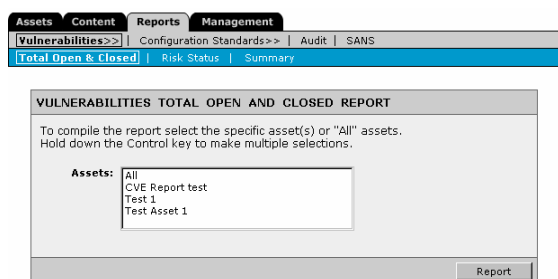 Assets Content Reports Management
Vulnerabilities>> | Configuration Standards>> | Audit | SANS
Total Open & Closed | Risk Status | Summary
VULNERABILITIES TOTAL OPEN AND CLOSED REPORT
To compile the report select the specific asset(s) or "All" assets.
Hold down the Control key to make multiple selections.
Assets: All
CVE Report test
Test 1
Test Asset 1
Report